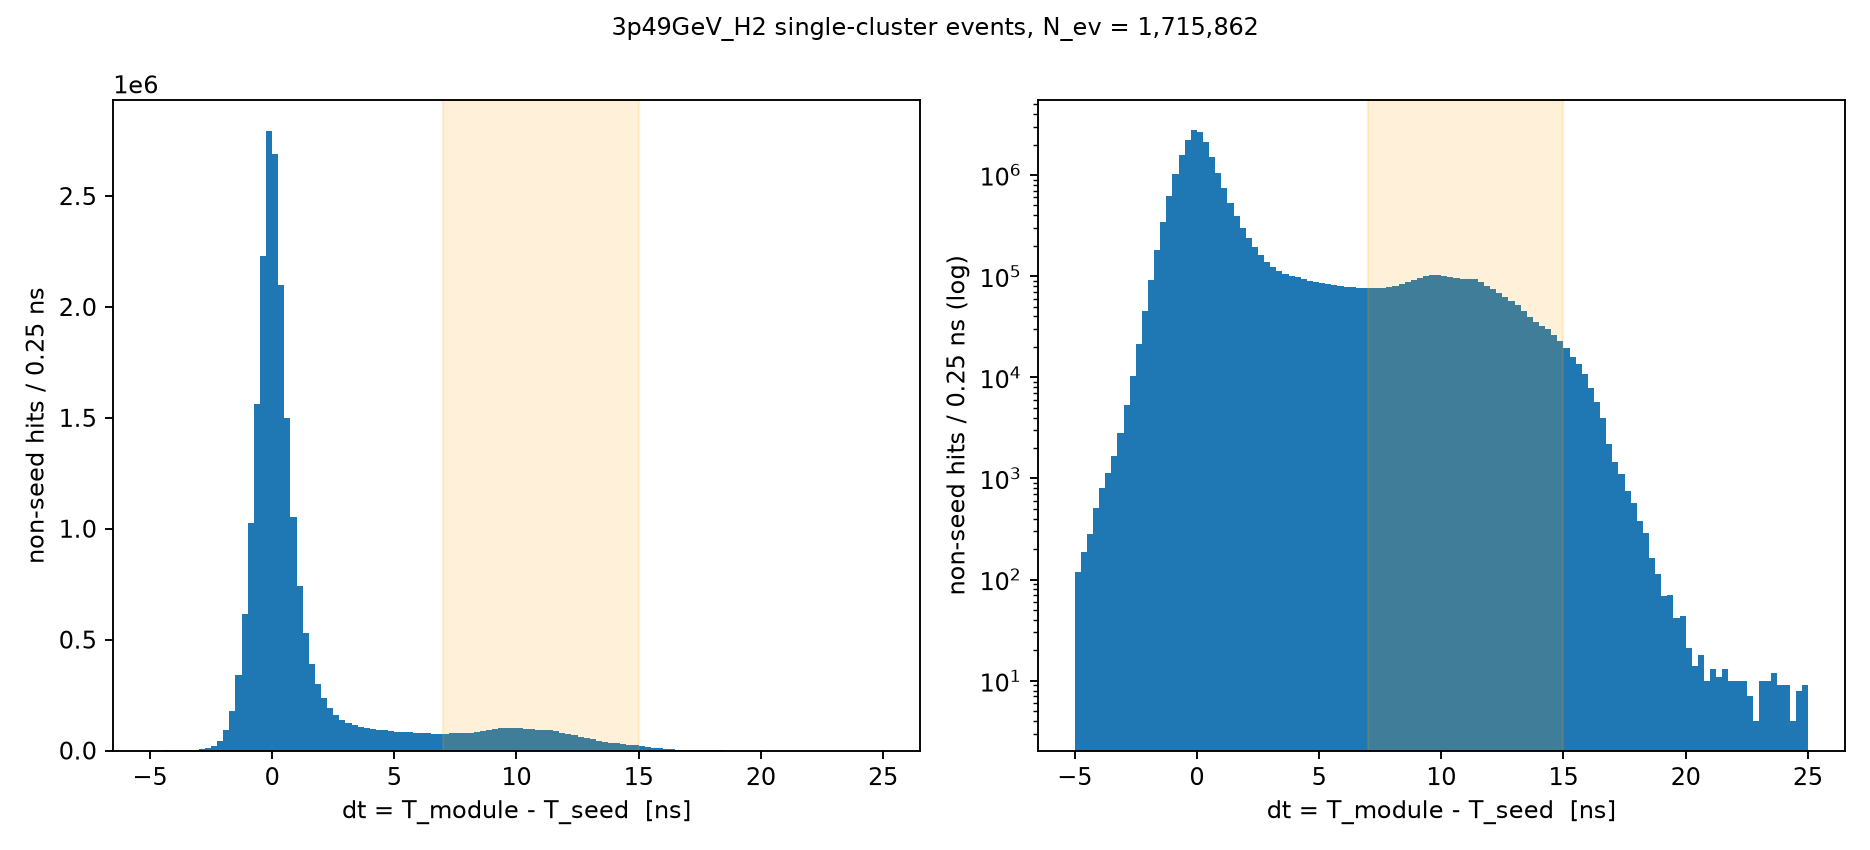 3p49GeV_H2 single-cluster events, N_ev = 1,715,862
1e6
non-seed hits / 0.25 ns
2.5
2.0
1.5
1.0
0.5
0.0
−5 0 5 10 15 20 25
dt = T_module - T_seed [ns]
non-seed hits / 0.25 ns (log)
10⁶
10⁵
10⁴
10³
10²
10¹
−5 0 5 10 15 20 25
dt = T_module - T_seed [ns]